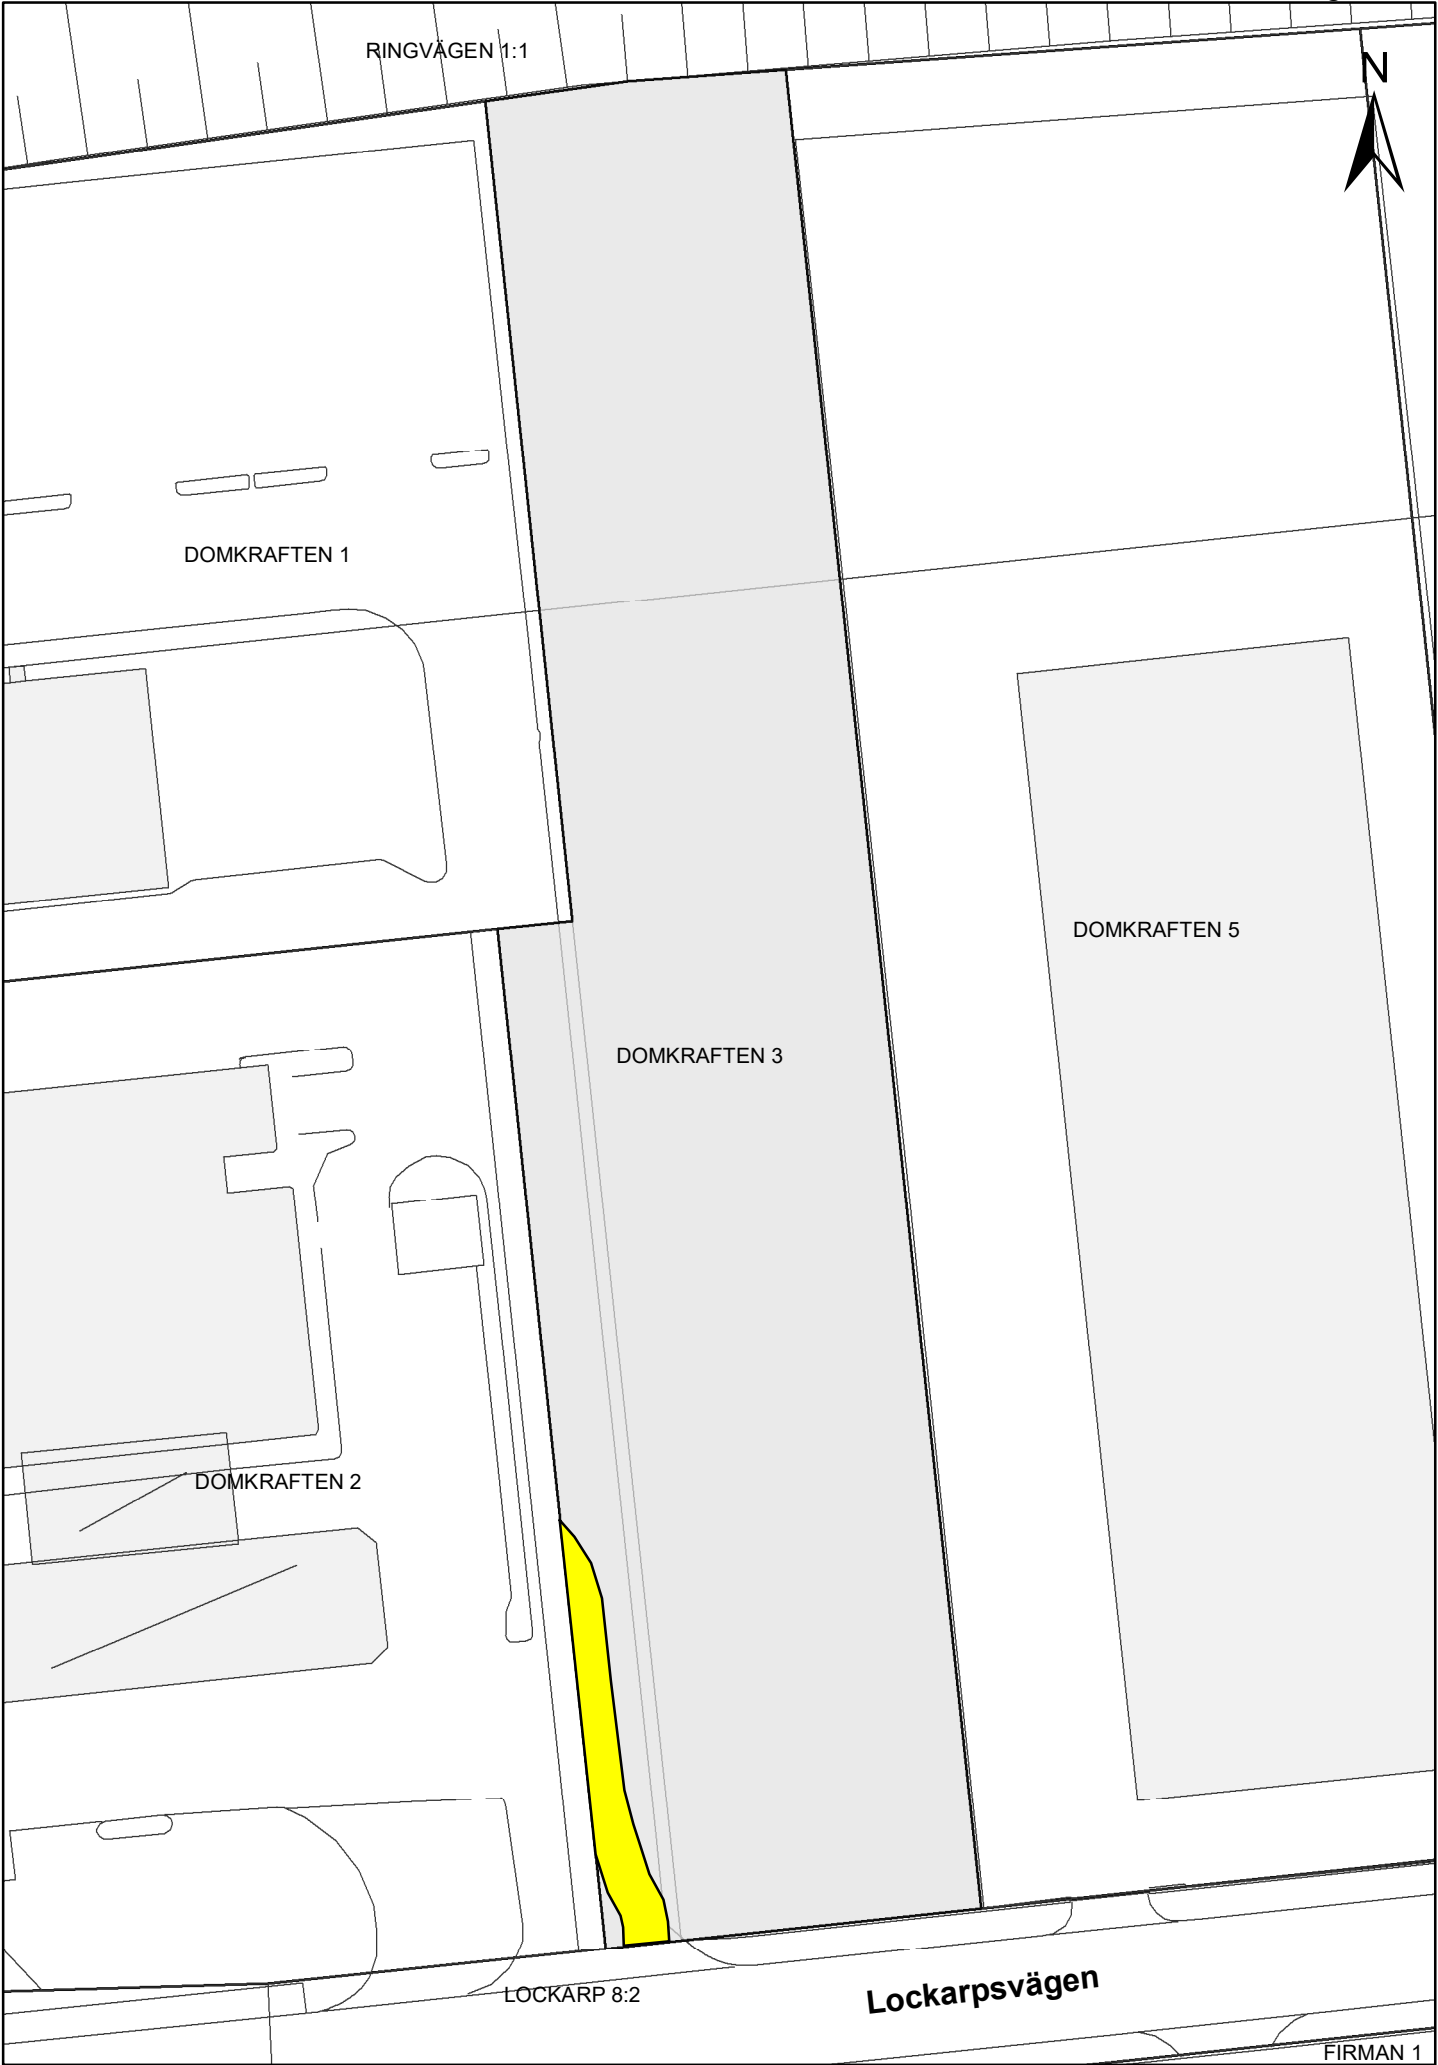 RINGVÄGEN 1:1
N
DOMKRAFTEN 1
DOMKRAFTEN 5
DOMKRAFTEN 3
DOMKRAFTEN 2
LOCKARP 8:2
Lockarpsvägen
FIRMAN 1